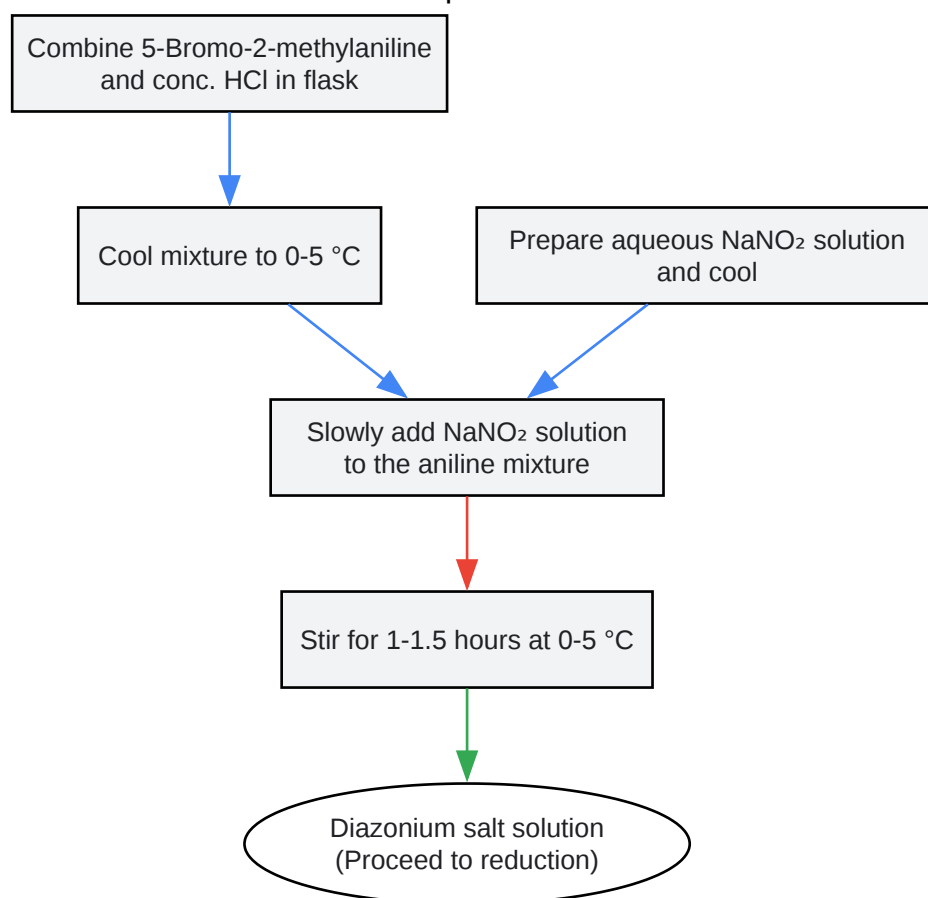 Combine 5-Bromo-2-methylaniline
and conc. HCl in flask
Cool mixture to 0-5 °C
Prepare aqueous NaNO₂ solution
and cool
Slowly add NaNO₂ solution
to the aniline mixture
Stir for 1-1.5 hours at 0-5 °C
Diazonium salt solution
(Proceed to reduction)